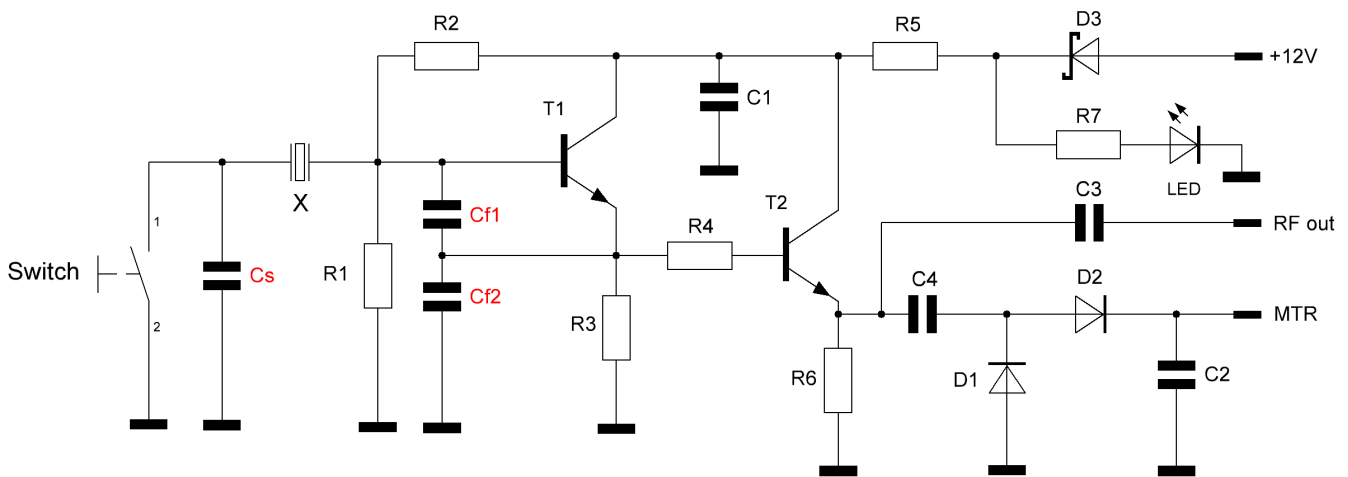 R2
R5
D3
+12V
C1
T1
R7
LED
X
C3
T2
RF out
1
Cf1
R4
Switch
Cs
R1
C4
D2
Cf2
2
R3
MTR
R6
D1
C2